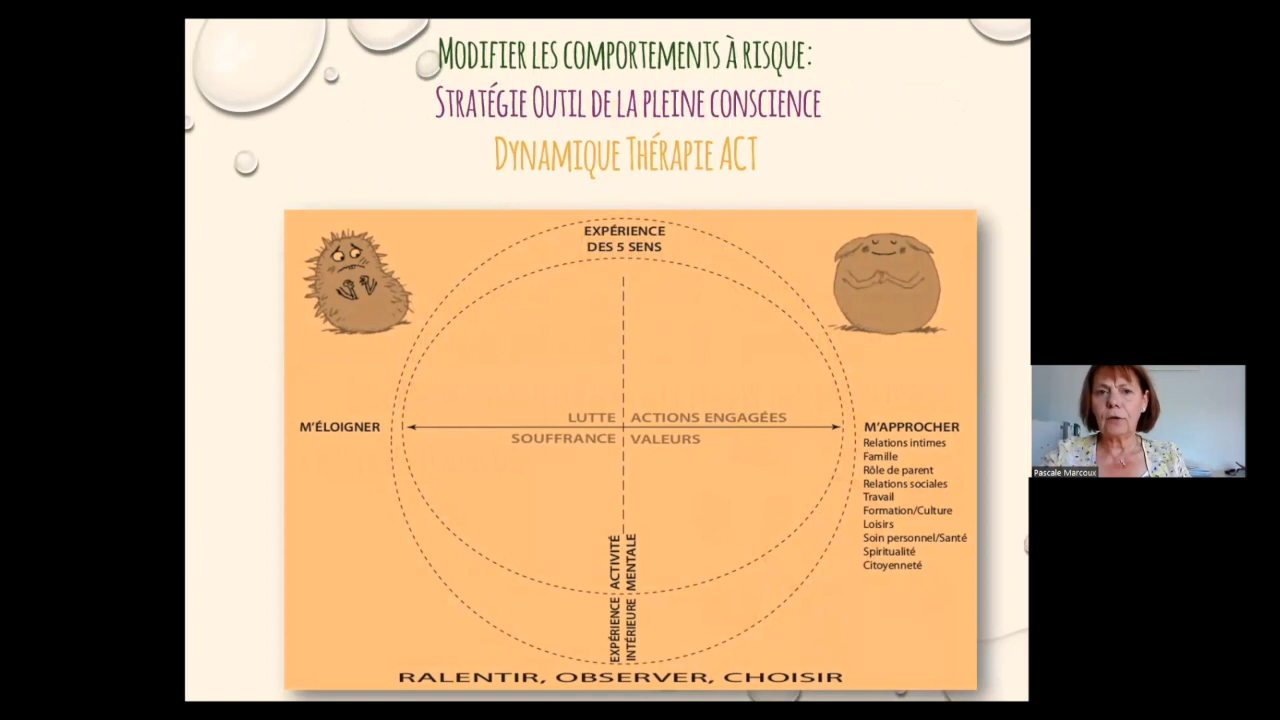 MODIFIER LES COMPORTEMENTS À RISQUE:
STRATÉGIE OUTIL DE LA PLEINE CONSCIENCE
DYNAMIQUE THÉRAPIE ACT
EXPÉRIENCE
DES 5 SENS
LUTTE
ACTIONS ENGAGÉES
M'ÉLOIGNER
SOUFFRANCE
VALEURS
M'APPROCHER
Relations intimes
Famille
Rôle de parent
Relations sociales
Travail
Formation/Culture
Loisirs
Soin personnel/Santé
Spiritualité
Citoyenneté
EXPÉRIENCE ACTIVITÉ
INTÉRIEURE MENTALE
RALENTIR, OBSERVER, CHOISIR
Pascale Marcoux